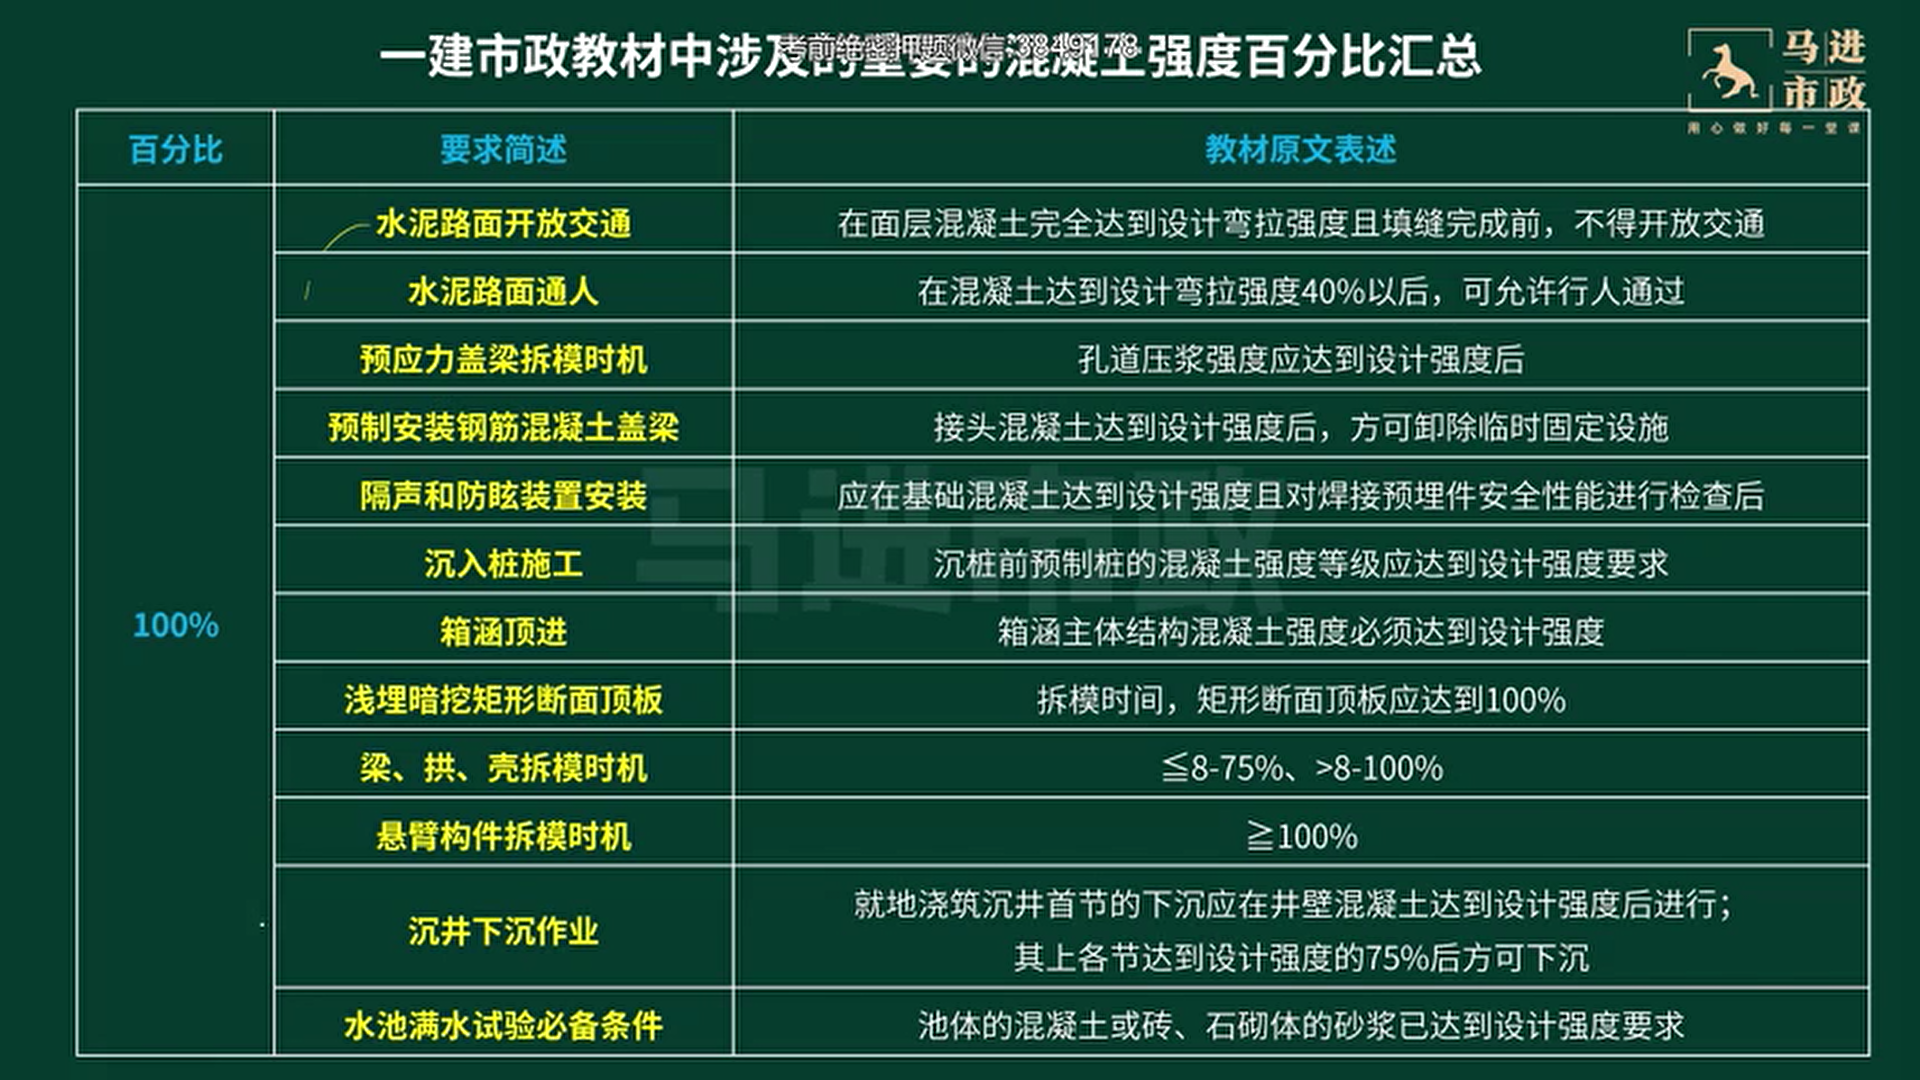 一建市政教材中涉及的重要的混凝土强度百分比汇总
考前绝密押题微信:3849178
马进
市政
用心做好每一堂课
百分比 要求简述 教材原文表述
100%
水泥路面开放交通 在面层混凝土完全达到设计弯拉强度且填缝完成前，不得开放交通
水泥路面通人 在混凝土达到设计弯拉强度40%以后，可允许行人通过
预应力盖梁拆模时机 孔道压浆强度应达到设计强度后
预制安装钢筋混凝土盖梁 接头混凝土达到设计强度后，方可卸除临时固定设施
隔声和防眩装置安装 应在基础混凝土达到设计强度且对焊接预埋件安全性能进行检查后
沉入桩施工 沉桩前预制桩的混凝土强度等级应达到设计强度要求
箱涵顶进 箱涵主体结构混凝土强度必须达到设计强度
浅埋暗挖矩形断面顶板 拆模时间，矩形断面顶板应达到100%
梁、拱、壳拆模时机 ≦8-75%、>8-100%
悬臂构件拆模时机 ≧100%
沉井下沉作业 就地浇筑沉井首节的下沉应在井壁混凝土达到设计强度后进行；
其上各节达到设计强度的75%后方可下沉
水池满水试验必备条件 池体的混凝土或砖、石砌体的砂浆已达到设计强度要求
马进市政